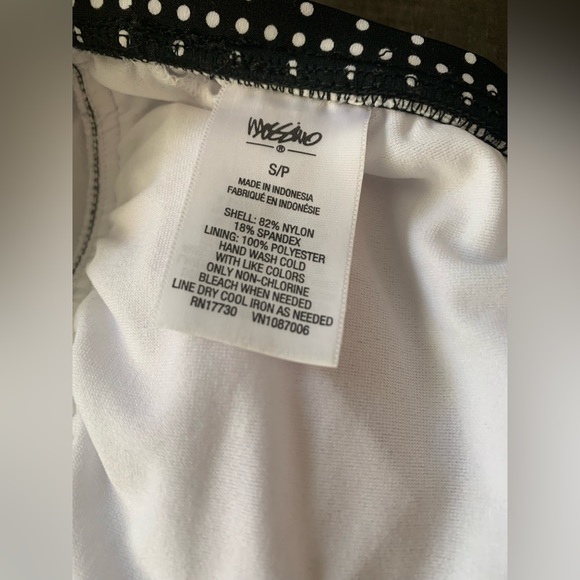 mossimo
®
S/P
MADE IN INDONESIA
FABRIQUÉ EN INDONÉSIE
SHELL: 82% NYLON
18% SPANDEX
LINING: 100% POLYESTER
HAND WASH COLD
WITH LIKE COLORS
ONLY NON-CHLORINE
BLEACH WHEN NEEDED
LINE DRY COOL IRON AS NEEDED
RN17730 VN1087006